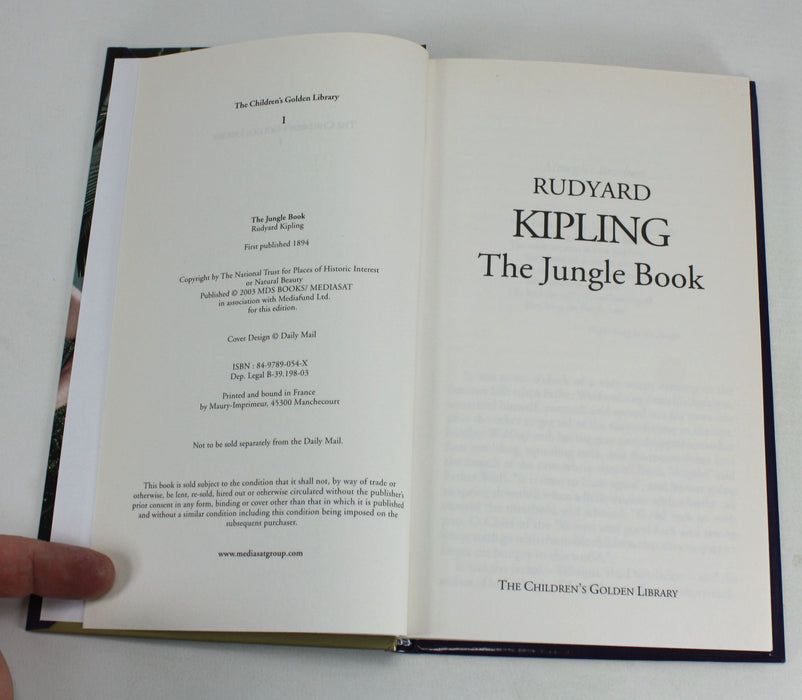 The Children's Golden Library
I
The Jungle Book
Rudyard Kipling
First published 1894
Copyright by The National Trust for Places of Historic Interest
or Natural Beauty
Published © 2003 MDS BOOKS/ MEDIASAT
in association with Mediafund Ltd.
for this edition.
Cover Design © Daily Mail
ISBN : 84-9789-054-X
Dep. Legal B-39.198-03
Printed and bound in France
by Maury-Imprimeur, 45300 Manchecourt
Not to be sold separately from the Daily Mail.
This book is sold subject to the condition that it shall not, by way of trade or
otherwise, be lent, re-sold, hired out or otherwise circulated without the publisher's
prior consent in any form, binding or cover other than that in which it is published
and without a similar condition including this condition being imposed on the
subsequent purchaser.
www.mediasatgroup.com
RUDYARD
KIPLING
The Jungle Book
THE CHILDREN'S GOLDEN LIBRARY